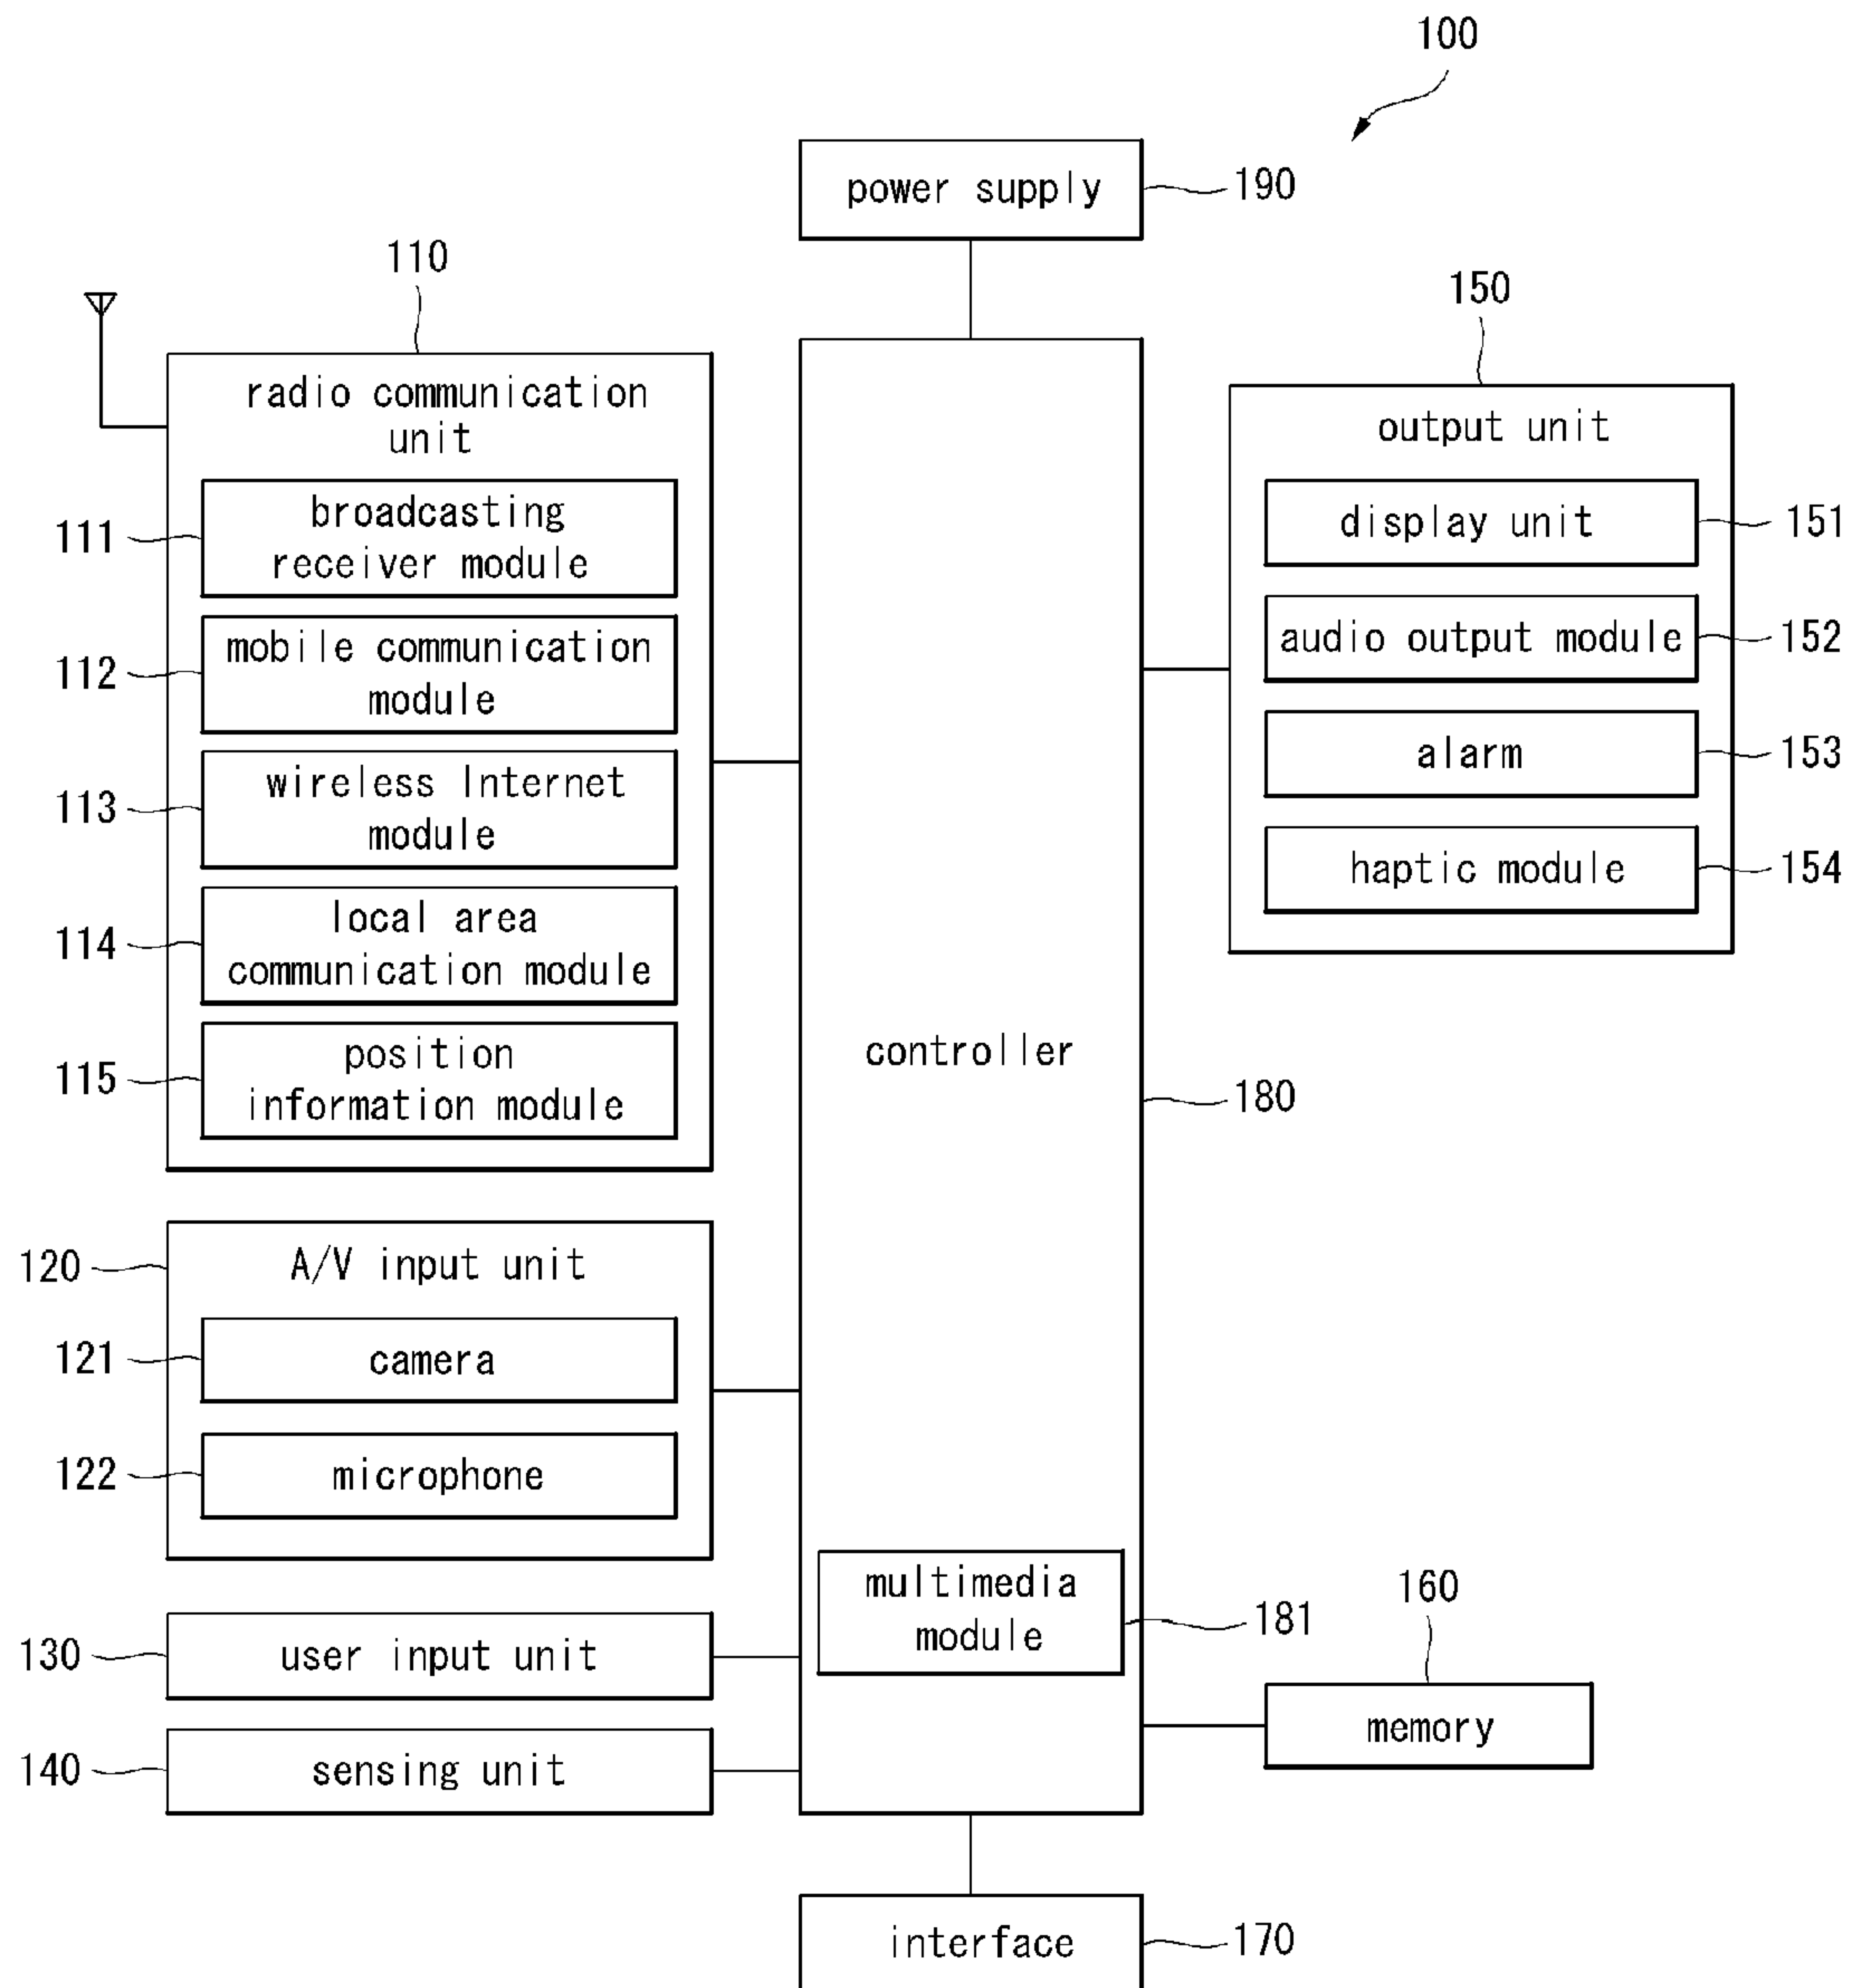 100
power supply
190
110
radio communication
unit
111
broadcasting
receiver module
112
mobile communication
module
113
wireless Internet
module
114
local area
communication module
115
position
information module
120
A/V input unit
121
camera
122
microphone
130
user input unit
140
sensing unit
controller
180
multimedia
module
181
150
output unit
display unit
151
audio output module
152
alarm
153
haptic module
154
160
memory
interface
170